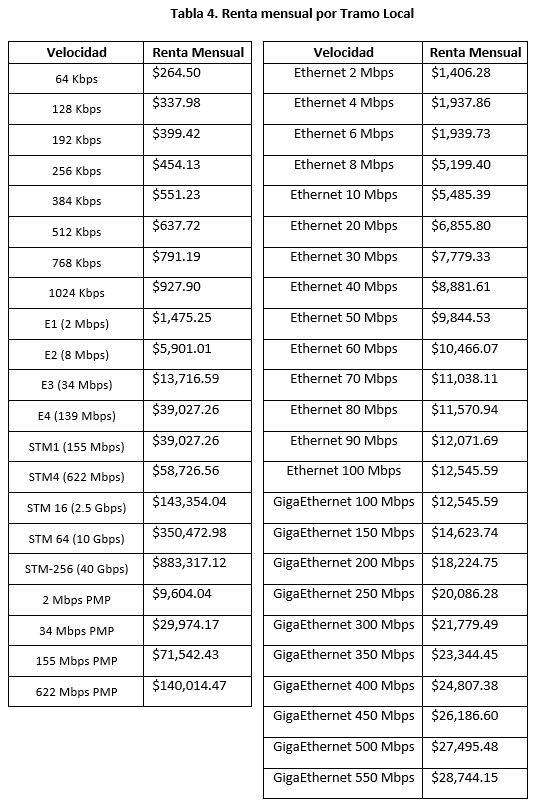 Tabla 4. Renta mensual por Tramo Local
Velocidad Renta Mensual
64 Kbps $264.50
128 Kbps $337.98
192 Kbps $399.42
256 Kbps $454.13
384 Kbps $551.23
512 Kbps $637.72
768 Kbps $791.19
1024 Kbps $927.90
E1 (2 Mbps) $1,475.25
E2 (8 Mbps) $5,901.01
E3 (34 Mbps) $13,716.59
E4 (139 Mbps) $39,027.26
STM1 (155 Mbps) $39,027.26
STM4 (622 Mbps) $58,726.56
STM 16 (2.5 Gbps) $143,354.04
STM 64 (10 Gbps) $350,472.98
STM-256 (40 Gbps) $883,317.12
2 Mbps PMP $9,604.04
34 Mbps PMP $29,974.17
155 Mbps PMP $71,542.43
622 Mbps PMP $140,014.47
Velocidad Renta Mensual
Ethernet 2 Mbps $1,406.28
Ethernet 4 Mbps $1,937.86
Ethernet 6 Mbps $1,939.73
Ethernet 8 Mbps $5,199.40
Ethernet 10 Mbps $5,485.39
Ethernet 20 Mbps $6,855.80
Ethernet 30 Mbps $7,779.33
Ethernet 40 Mbps $8,881.61
Ethernet 50 Mbps $9,844.53
Ethernet 60 Mbps $10,466.07
Ethernet 70 Mbps $11,038.11
Ethernet 80 Mbps $11,570.94
Ethernet 90 Mbps $12,071.69
Ethernet 100 Mbps $12,545.59
GigaEthernet 100 Mbps $12,545.59
GigaEthernet 150 Mbps $14,623.74
GigaEthernet 200 Mbps $18,224.75
GigaEthernet 250 Mbps $20,086.28
GigaEthernet 300 Mbps $21,779.49
GigaEthernet 350 Mbps $23,344.45
GigaEthernet 400 Mbps $24,807.38
GigaEthernet 450 Mbps $26,186.60
GigaEthernet 500 Mbps $27,495.48
GigaEthernet 550 Mbps $28,744.15